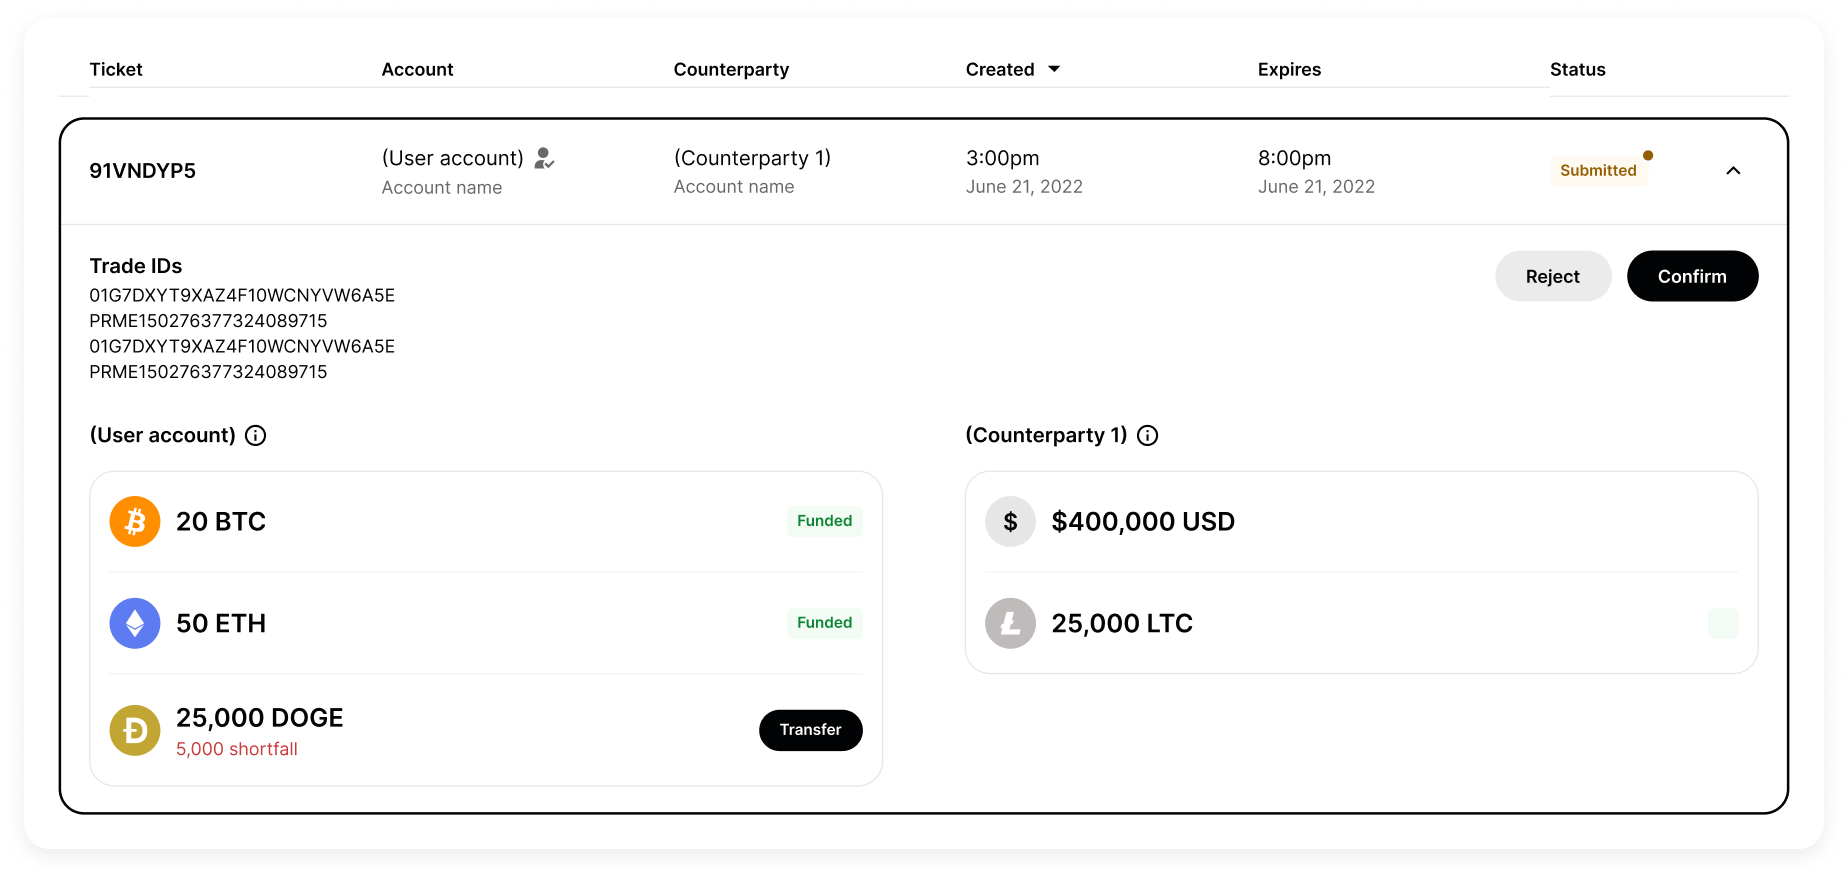 Ticket Account Counterparty Created Expires Status
91VNDYP5 (User account) (Counterparty 1) 3:00pm 8:00pm Submitted
Account name Account name June 21, 2022 June 21, 2022
Trade IDs Reject Confirm
01G7DXYT9XAZ4F10WCNYVW6A5E
PRME150276377324089715
01G7DXYT9XAZ4F10WCNYVW6A5E
PRME150276377324089715
(User account)
20 BTC Funded
50 ETH Funded
25,000 DOGE
5,000 shortfall
Transfer
(Counterparty 1)
$ $400,000 USD
25,000 LTC